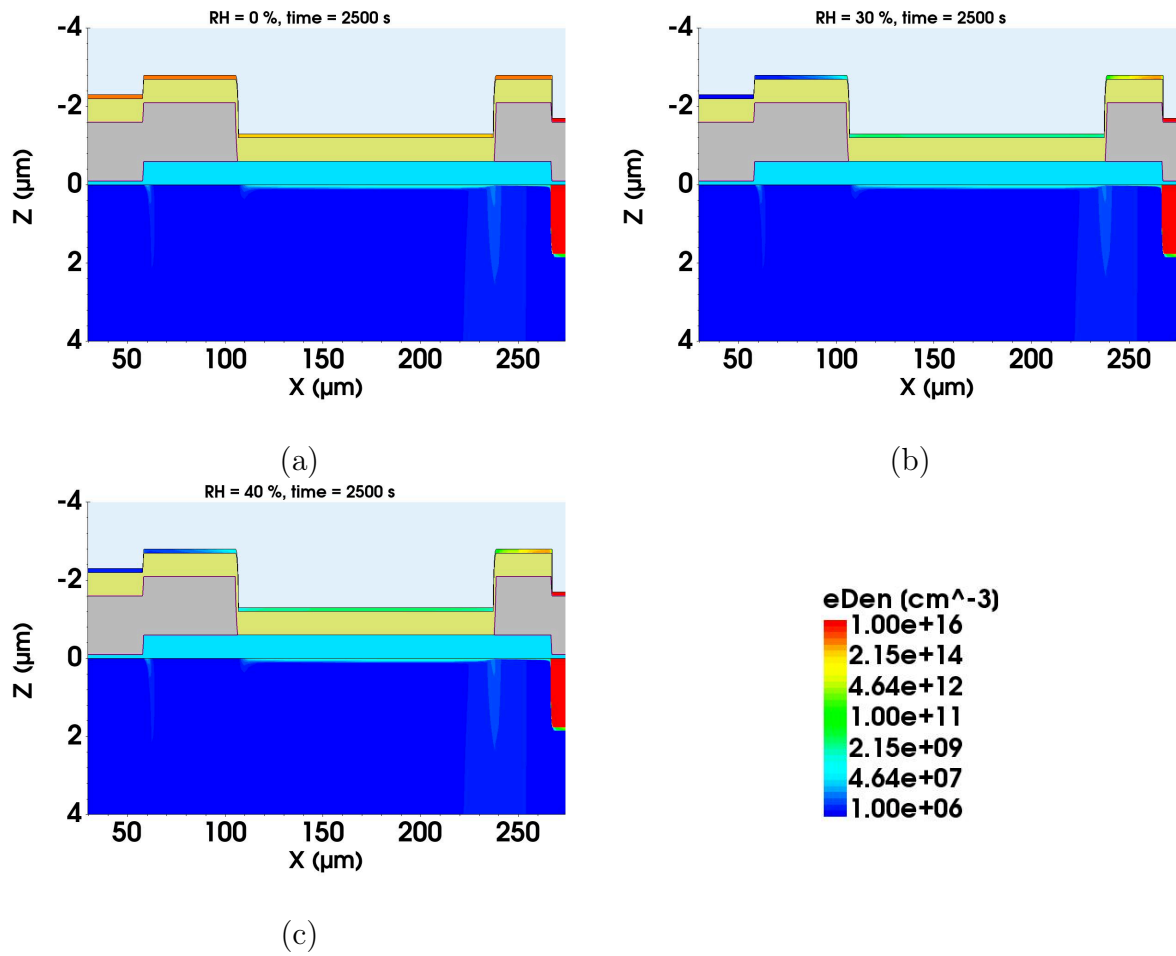 RH = 0 %, time = 2500 s
-4
-2
0
2
4
Z (µm)
50 100 150 200 250
X (µm)
(a)
RH = 30 %, time = 2500 s
-4
-2
0
2
4
Z (µm)
50 100 150 200 250
X (µm)
(b)
RH = 40 %, time = 2500 s
-4
-2
0
2
4
Z (µm)
50 100 150 200 250
X (µm)
(c)
eDen (cm^-3)
1.00e+16
2.15e+14
4.64e+12
1.00e+11
2.15e+09
4.64e+07
1.00e+06